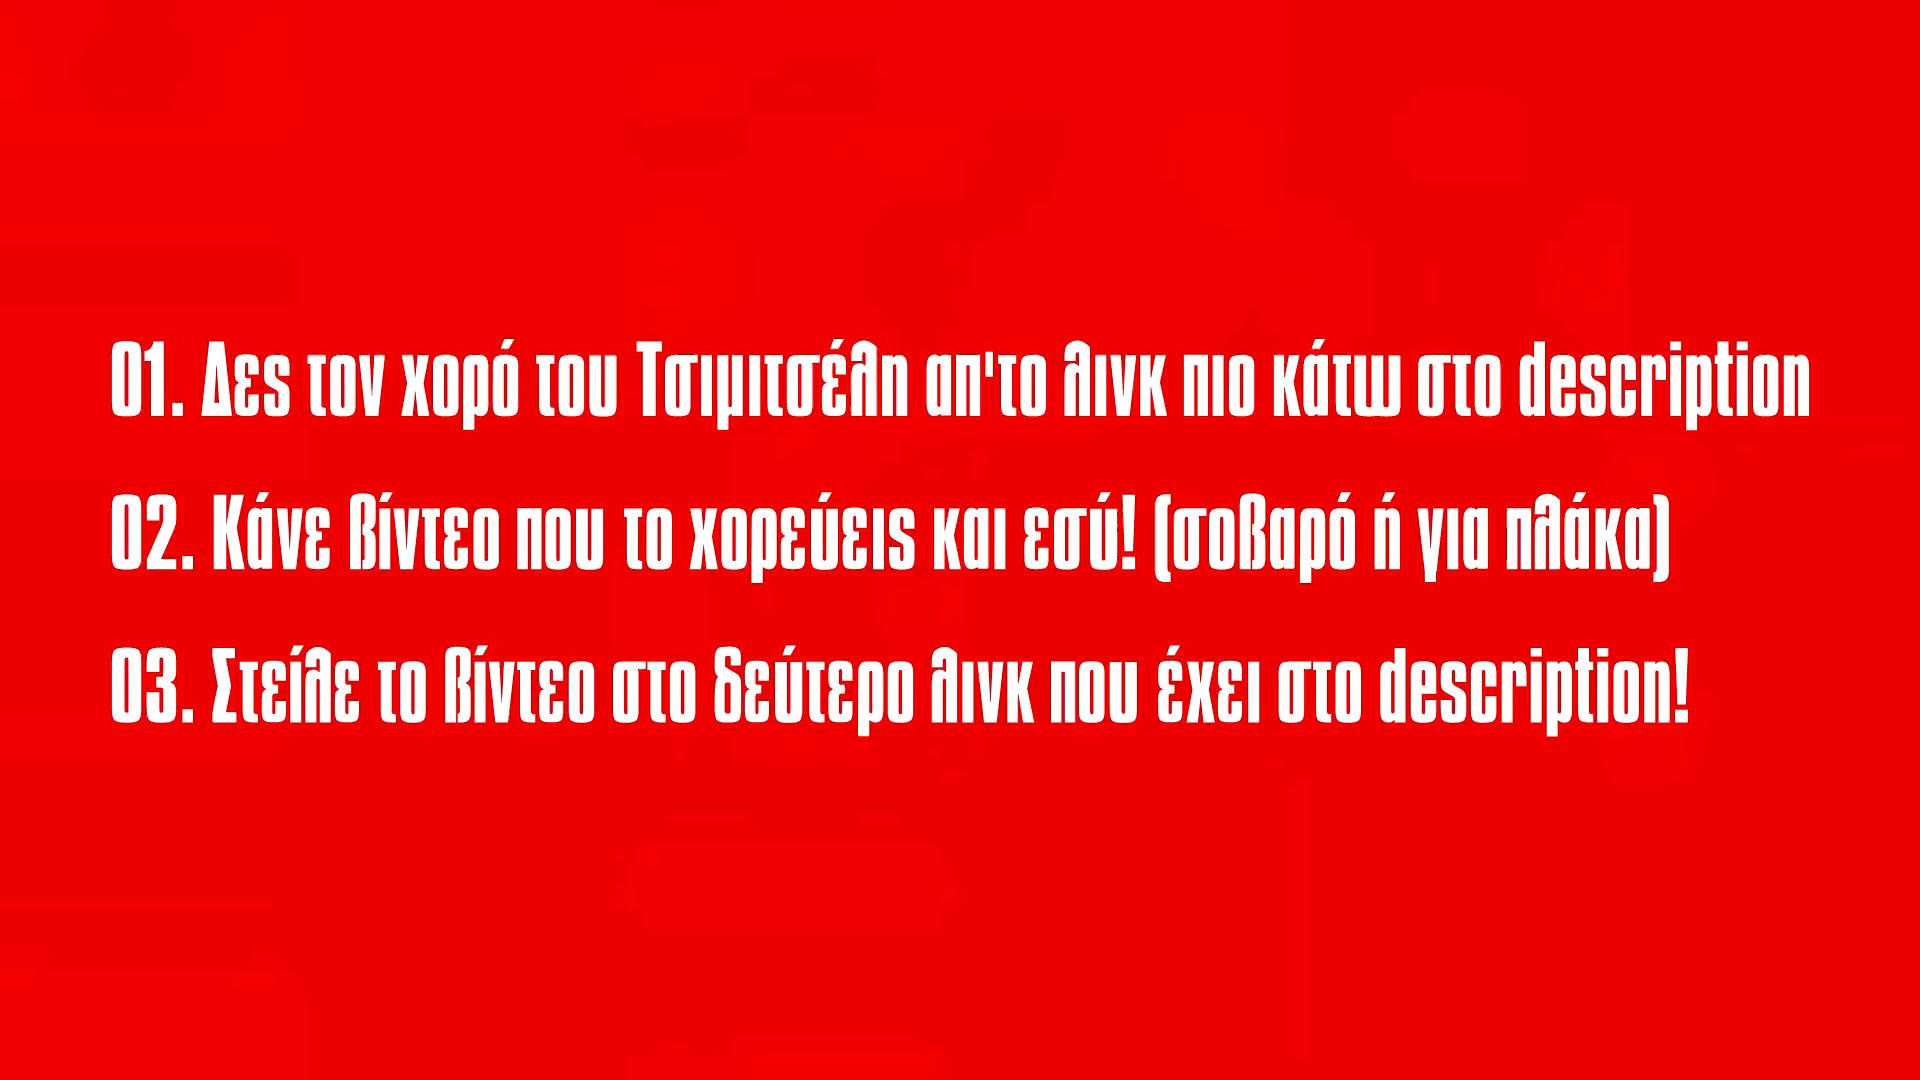 01. Δες τον χορό του Τσιμιτσέλη απ'το λινκ πιο κάτω στο description
02. Κάνε βίντεο που το χορεύεις και εσύ! (σοβαρό ή για πλάκα)
03. Στείλε το βίντεο στο δεύτερο λινκ που έχει στο description!